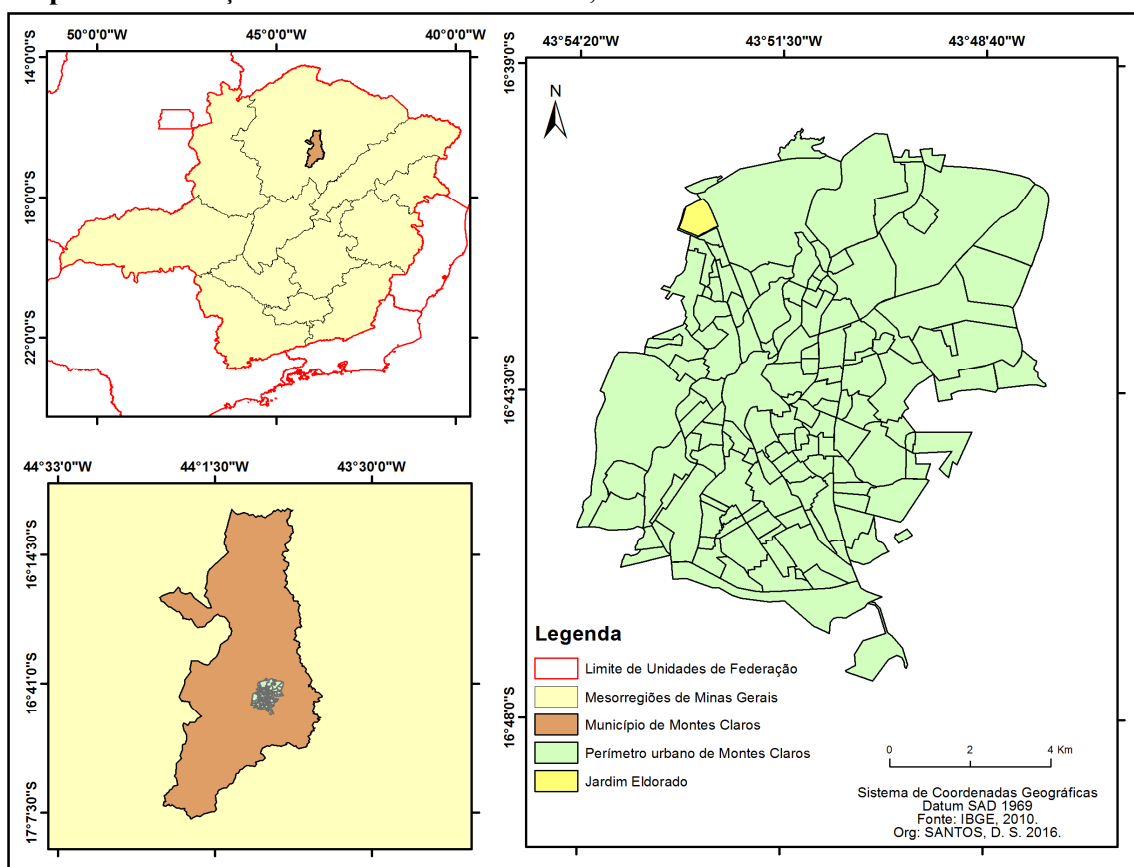 50°0'0"W 45°0'0"W 40°0'0"W
14°0'0"S
18°0'0"S
22°0'0"S
44°33'0"W 44°1'30"W 43°30'0"W
16°14'30"S
16°41'0"S
17°7'30"S
43°54'20"W 43°51'30"W 43°48'40"W
16°39'0"S
16°43'30"S
16°48'0"S
N
Legenda
Limite de Unidades de Federação
Mesorregiões de Minas Gerais
Município de Montes Claros
Perímetro urbano de Montes Claros
Jardim Eldorado
0 2 4 Km
Sistema de Coordenadas Geográficas
Datum SAD 1969
Fonte: IBGE, 2010.
Org: SANTOS, D. S. 2016.